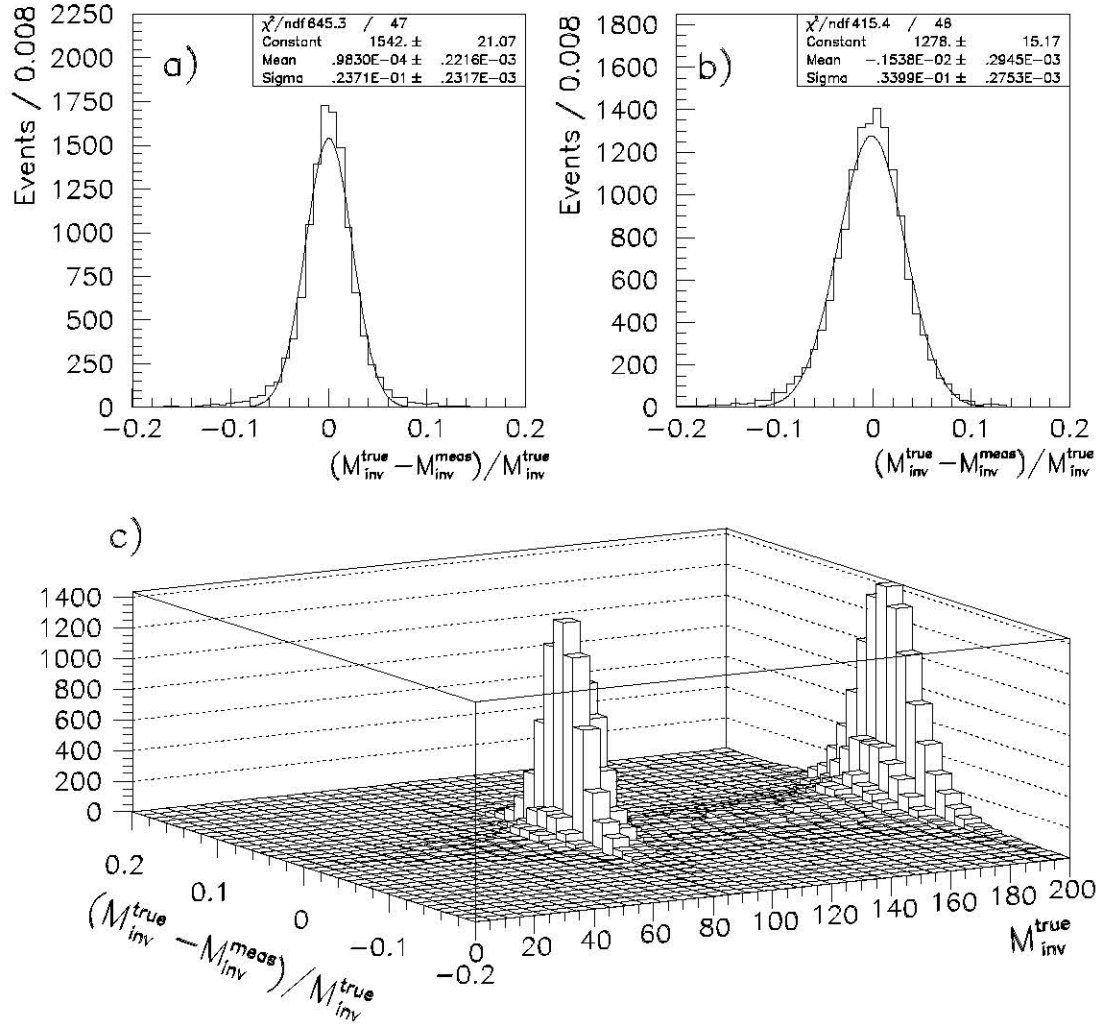 a)
χ²/ndf 645.3 / 47
Constant 1542. ± 21.07
Mean .9830E-04 ± .2216E-03
Sigma .2371E-01 ± .2317E-03
Events / 0.008
2250
2000
1750
1500
1250
1000
750
500
250
0
−0.2 −0.1 0 0.1 0.2
(M_inv^true − M_inv^meas)/M_inv^true
b)
χ²/ndf 415.4 / 48
Constant 1278. ± 15.17
Mean −.1538E−02 ± .2945E−03
Sigma .3399E−01 ± .2753E−03
Events / 0.008
1800
1600
1400
1200
1000
800
600
400
200
0
−0.2 −0.1 0 0.1 0.2
(M_inv^true − M_inv^meas)/M_inv^true
c)
1400
1200
1000
800
600
400
200
0
0.2 0.1 0 −0.1 −0.2
(M_inv^true − M_inv^meas)/M_inv^true
0 20 40 60 80 100 120 140 160 180 200
M_inv^true